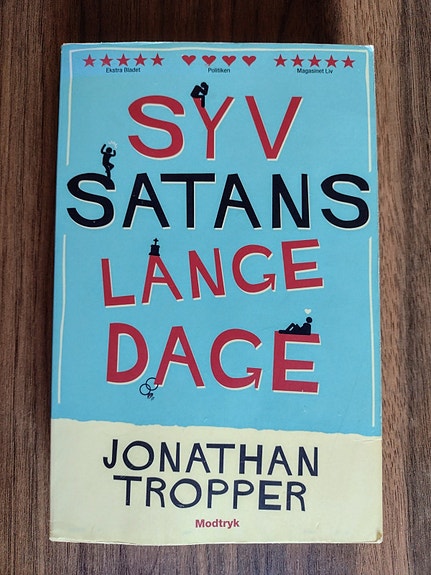 ★★★★★ ♥♥♥♥ ★★★★★
Ekstra Bladet Politiken Magasinet Liv
SYV
SATANS
LANGE
DAGE
JONATHAN
TROPPER
Modtryk